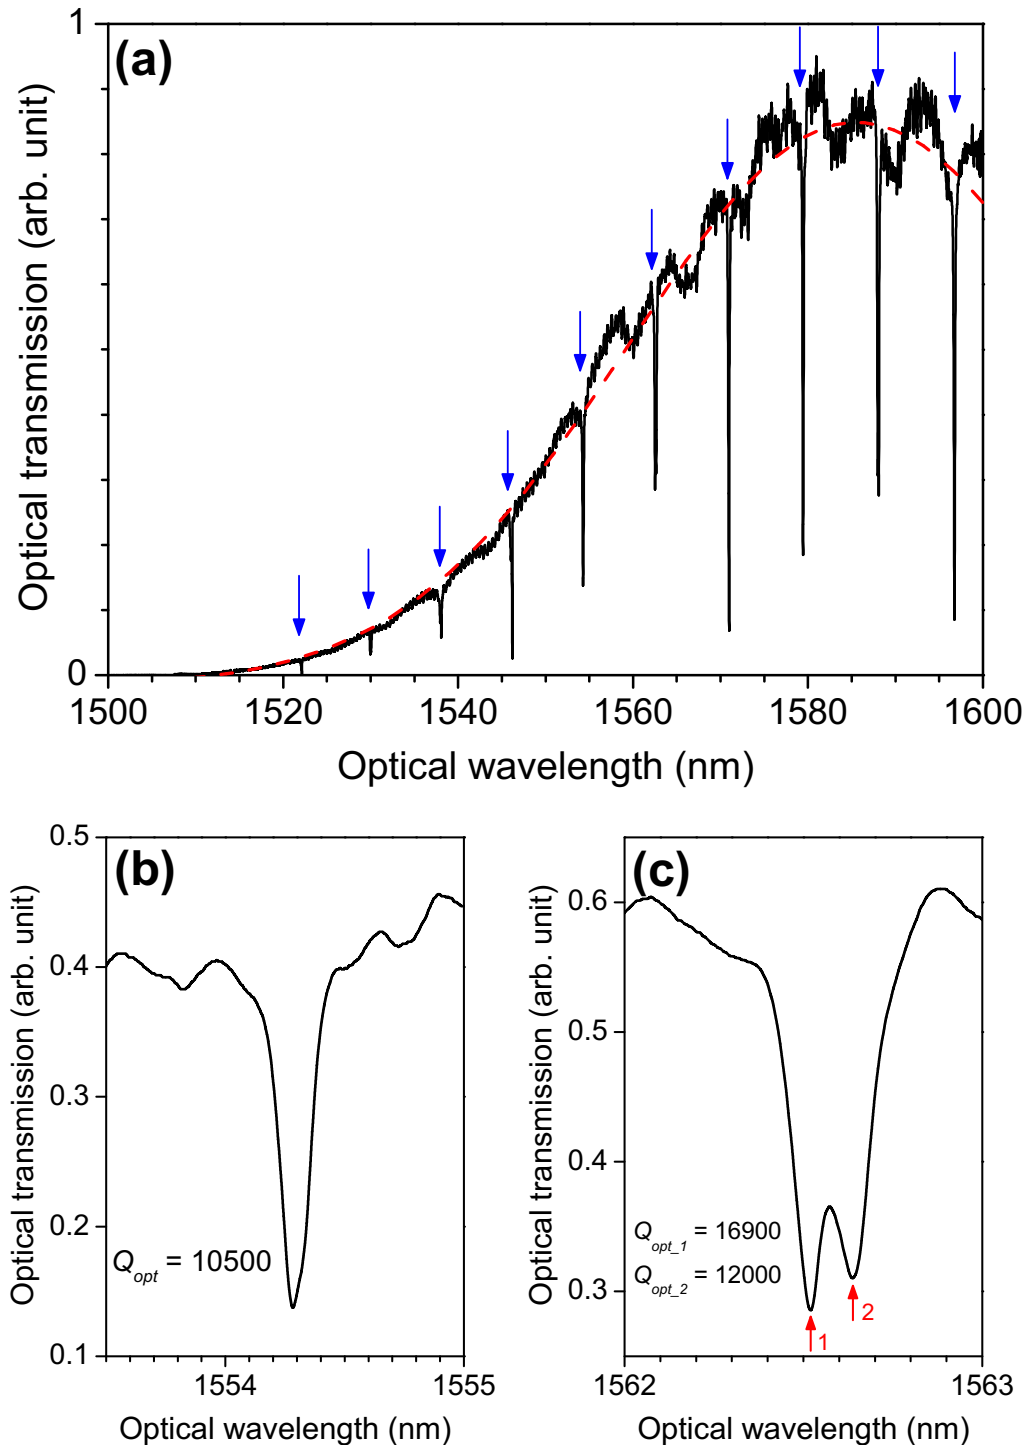 1
(a)
Optical transmission (arb. unit)
0
1500 1520 1540 1560 1580 1600
Optical wavelength (nm)
0.5
(b)
0.4
0.3
0.2
0.1
Optical transmission (arb. unit)
Q_opt = 10500
1554 1555
Optical wavelength (nm)
(c)
0.6
0.5
0.4
0.3
Optical transmission (arb. unit)
Q_opt_1 = 16900
Q_opt_2 = 12000
1
2
1562 1563
Optical wavelength (nm)